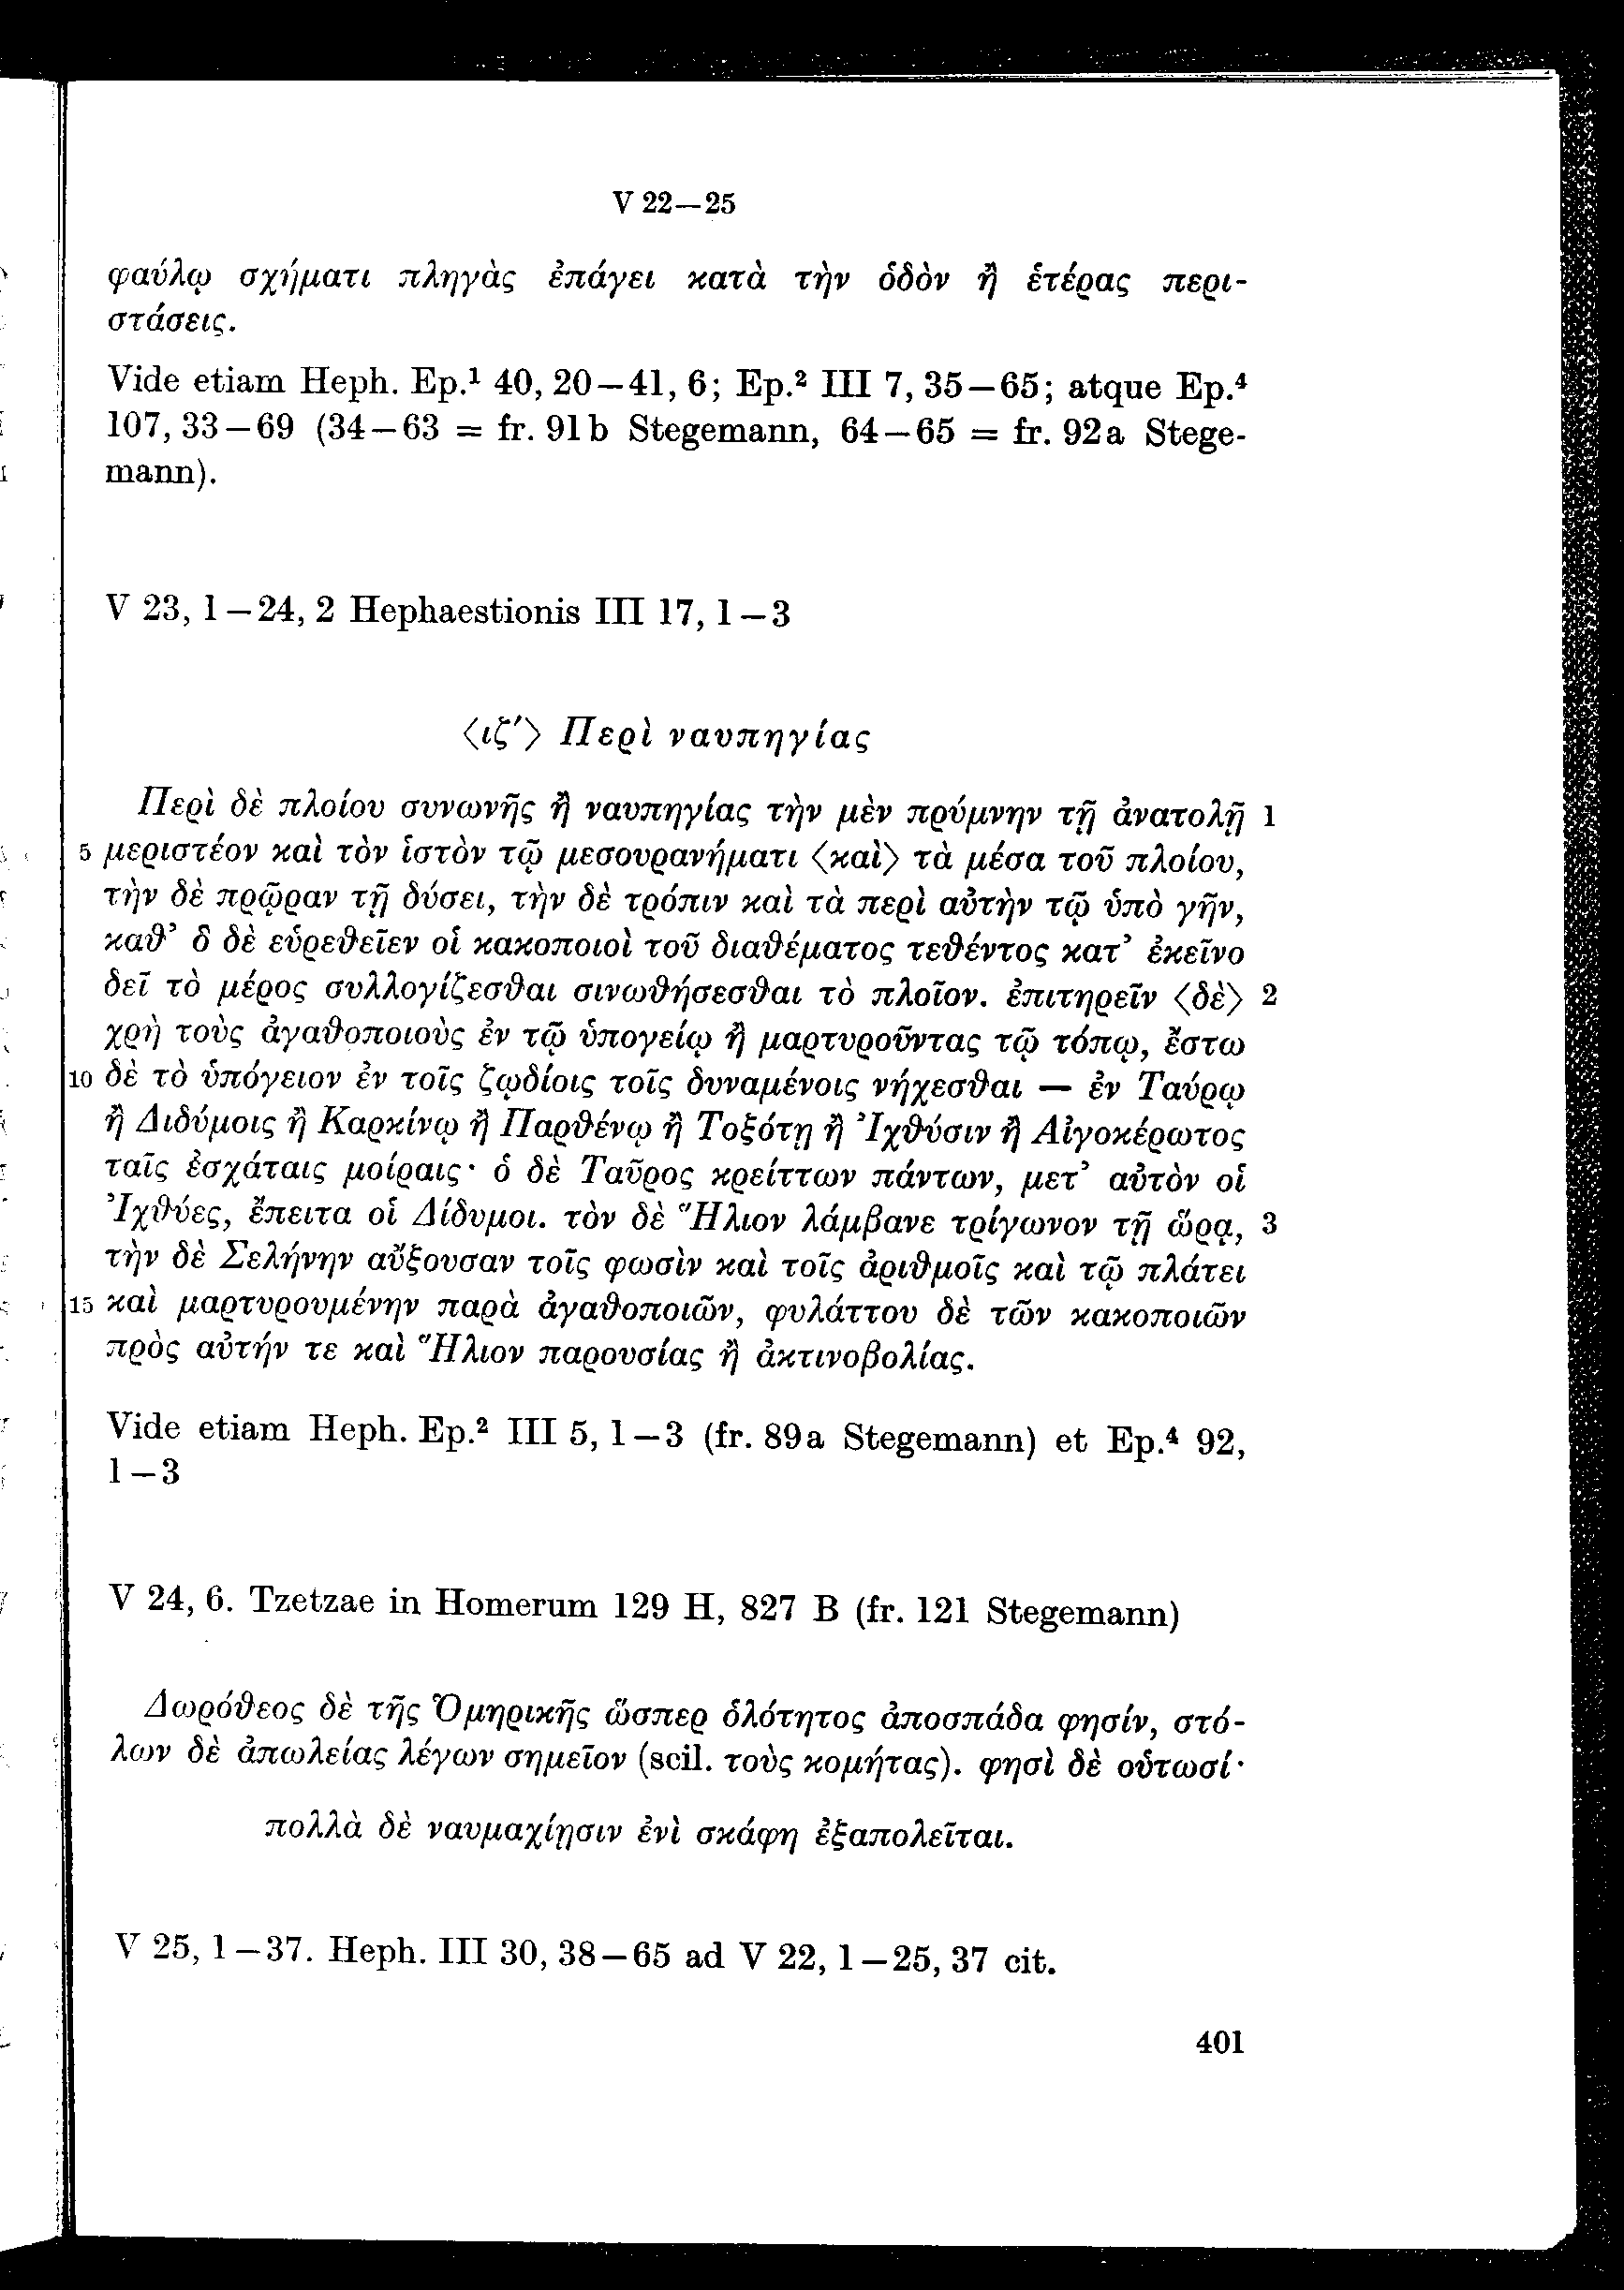 V 22—25
φαύλῳ σχήματι πληγὰς ἐπάγει κατὰ τὴν ὁδὸν ἢ ἑτέρας περι-
στάσεις.
Vide etiam Heph. Ep.¹ 40, 20—41, 6; Ep.² III 7, 35—65; atque Ep.⁴
107, 33—69 (34—63 = fr. 91b Stegemann, 64—65 = fr. 92a Stege-
mann).
V 23, 1—24, 2 Hephaestionis III 17, 1—3
⟨ιζ′⟩ Περὶ ναυπηγίας
Περὶ δὲ πλοίου συνωνῆς ἢ ναυπηγίας τὴν μὲν πρύμνην τῇ ἀνατολῇ 1
5 μεριστέον καὶ τὸν ἱστὸν τῷ μεσουρανήματι ⟨καὶ⟩ τὰ μέσα τοῦ πλοίου,
τὴν δὲ πρῷραν τῇ δύσει, τὴν δὲ τρόπιν καὶ τὰ περὶ αὐτὴν τῷ ὑπὸ γῆν,
καθ’ ὃ δὲ εὑρεθεῖεν οἱ κακοποιοὶ τοῦ διαθέματος τεθέντος κατ’ ἐκεῖνο
δεῖ τὸ μέρος συλλογίζεσθαι σινωθήσεσθαι τὸ πλοῖον. ἐπιτηρεῖν ⟨δὲ⟩ 2
χρὴ τοὺς ἀγαθοποιοὺς ἐν τῷ ὑπογείῳ ἢ μαρτυροῦντας τῷ τόπῳ, ἔστω
10 δὲ τὸ ὑπόγειον ἐν τοῖς ζῳδίοις τοῖς δυναμένοις νήχεσθαι — ἐν Ταύρῳ
ἢ Διδύμοις ἢ Καρκίνῳ ἢ Παρθένῳ ἢ Τοξότῃ ἢ Ἰχθύσιν ἢ Αἰγοκέρωτος
ταῖς ἐσχάταις μοίραις· ὁ δὲ Ταῦρος κρείττων πάντων, μετ’ αὐτὸν οἱ
Ἰχθύες, ἔπειτα οἱ Δίδυμοι. τὸν δὲ Ἥλιον λάμβανε τρίγωνον τῇ ὥρᾳ, 3
τὴν δὲ Σελήνην αὔξουσαν τοῖς φωσὶν καὶ τοῖς ἀριθμοῖς καὶ τῷ πλάτει
15 καὶ μαρτυρουμένην παρὰ ἀγαθοποιῶν, φυλάττου δὲ τῶν κακοποιῶν
πρὸς αὐτήν τε καὶ Ἥλιον παρουσίας ἢ ἀκτινοβολίας.
Vide etiam Heph. Ep.² III 5, 1—3 (fr. 89a Stegemann) et Ep.⁴ 92,
1—3
V 24, 6. Tzetzae in Homerum 129 H, 827 B (fr. 121 Stegemann)
Δωρόθεος δὲ τῆς Ὁμηρικῆς ὥσπερ ὁλότητος ἀποσπάδα φησίν, στό-
λων δὲ ἀπωλείας λέγων σημεῖον (scil. τοὺς κομήτας). φησὶ δὲ οὑτωσί·
πολλὰ δὲ ναυμαχίῃσιν ἐνὶ σκάφη ἐξαπολεῖται.
V 25, 1—37. Heph. III 30, 38—65 ad V 22, 1—25, 37 cit.
401